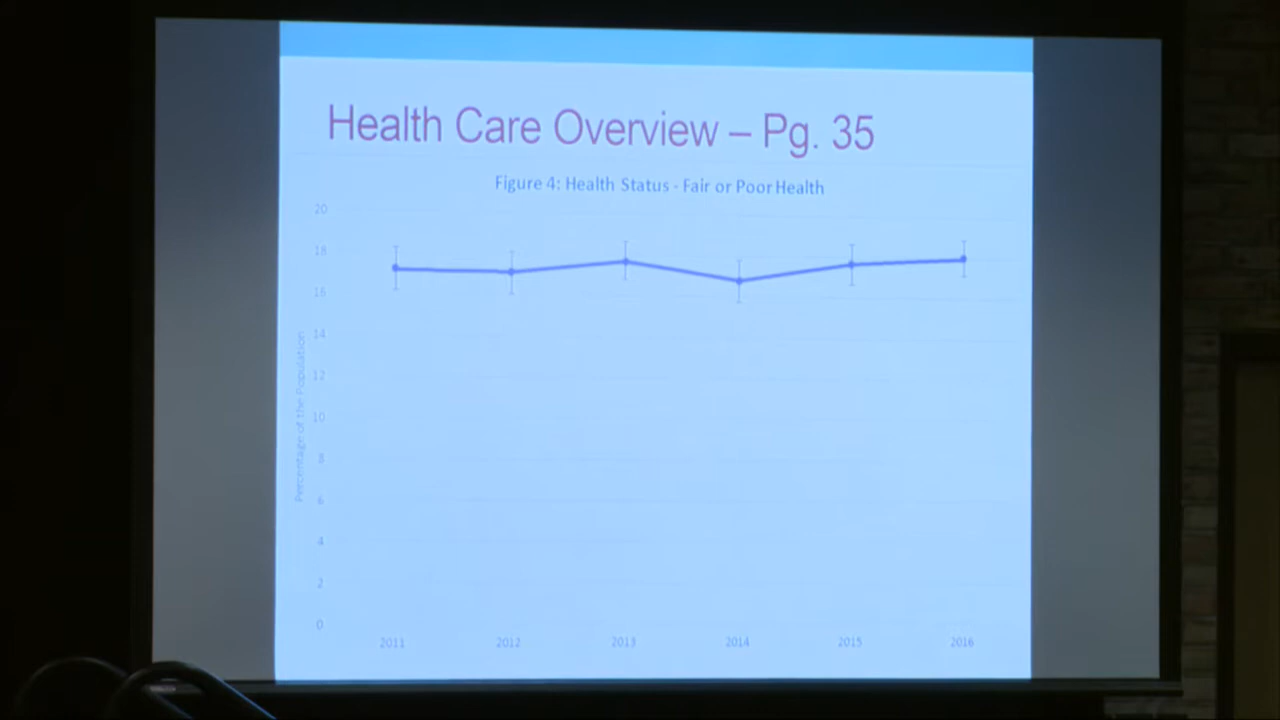 Health Care Overview – Pg. 35
Figure 4: Health Status - Fair or Poor Health
20
18
16
14
12
10
8
6
4
2
0
Percentage of the Population
2011 2012 2013 2014 2015 2016